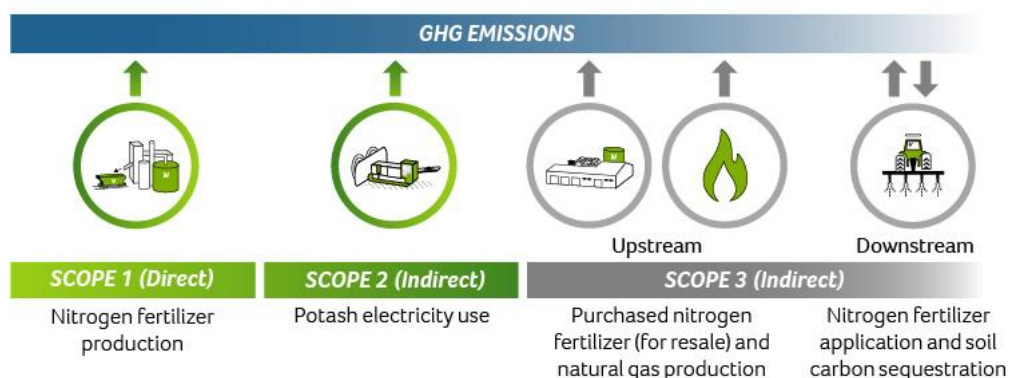 GHG EMISSIONS
Upstream
Downstream
SCOPE 1 (Direct)
SCOPE 2 (Indirect)
SCOPE 3 (Indirect)
Nitrogen fertilizer
production
Potash electricity use
Purchased nitrogen
fertilizer (for resale) and
natural gas production
Nitrogen fertilizer
application and soil
carbon sequestration